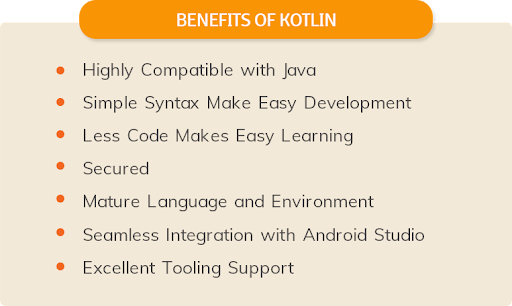 BENEFITS OF KOTLIN
Highly Compatible with Java
Simple Syntax Make Easy Development
Less Code Makes Easy Learning
Secured
Mature Language and Environment
Seamless Integration with Android Studio
Excellent Tooling Support